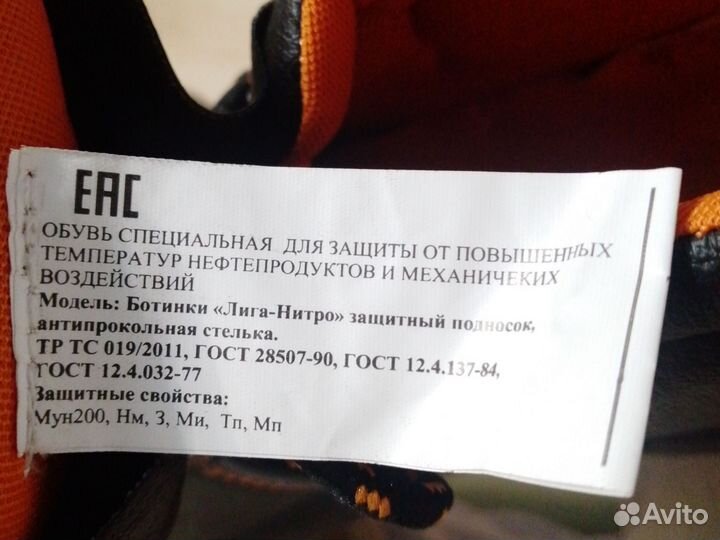 ЕАС
ОБУВЬ СПЕЦИАЛЬНАЯ ДЛЯ ЗАЩИТЫ ОТ ПОВЫШЕННЫХ
ТЕМПЕРАТУР НЕФТЕПРОДУКТОВ И МЕХАНИЧЕКИХ
ВОЗДЕЙСТВИЙ
Модель: Ботинки «Лига-Нитро» защитный подносок,
антипрокольная стелька.
ТР ТС 019/2011, ГОСТ 28507-90, ГОСТ 12.4.137-84,
ГОСТ 12.4.032-77
Защитные свойства:
Мун200, Нм, З, Ми, Тп, Мп
Avito